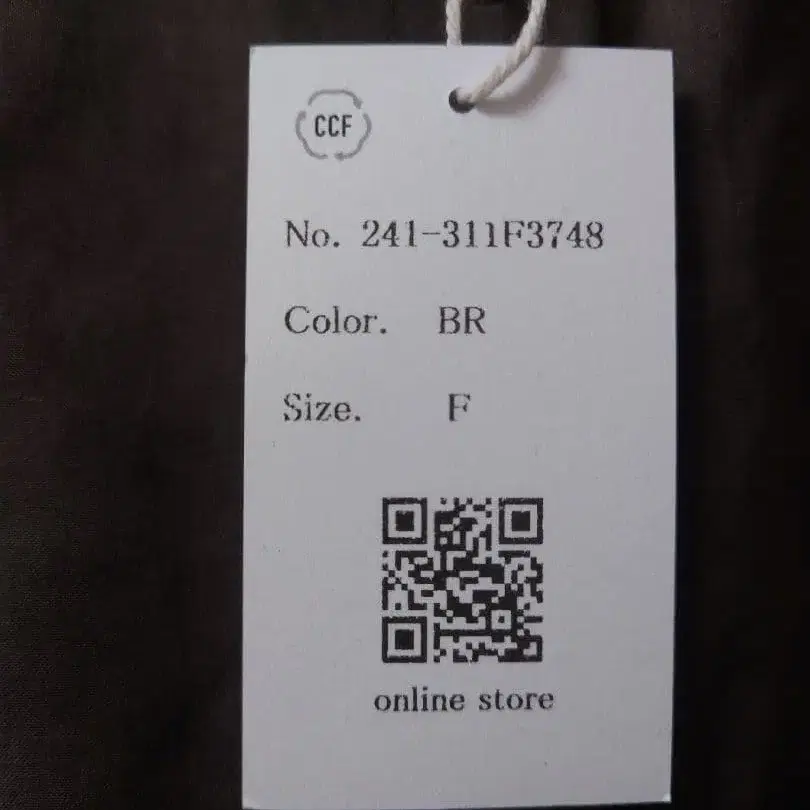 CCF
No. 241-311F3748
Color. BR
Size. F
online store